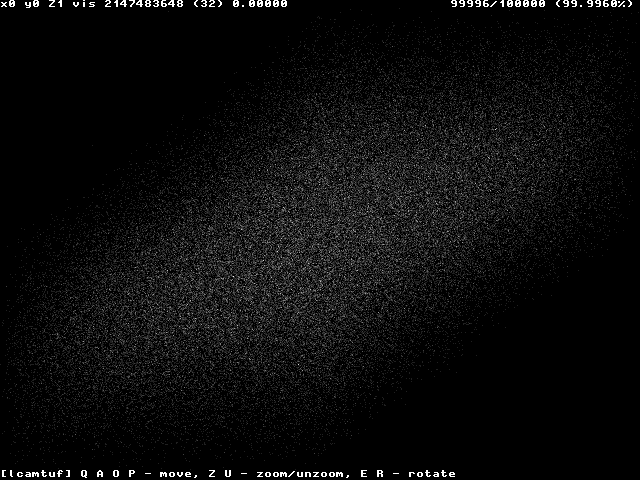 x0 y0 Z1 vis 2147483648 (32) 0.00000
99996/100000 (99.9960%)
[lcamtuf] Q A O P - move, Z U - zoom/unzoom, E R - rotate